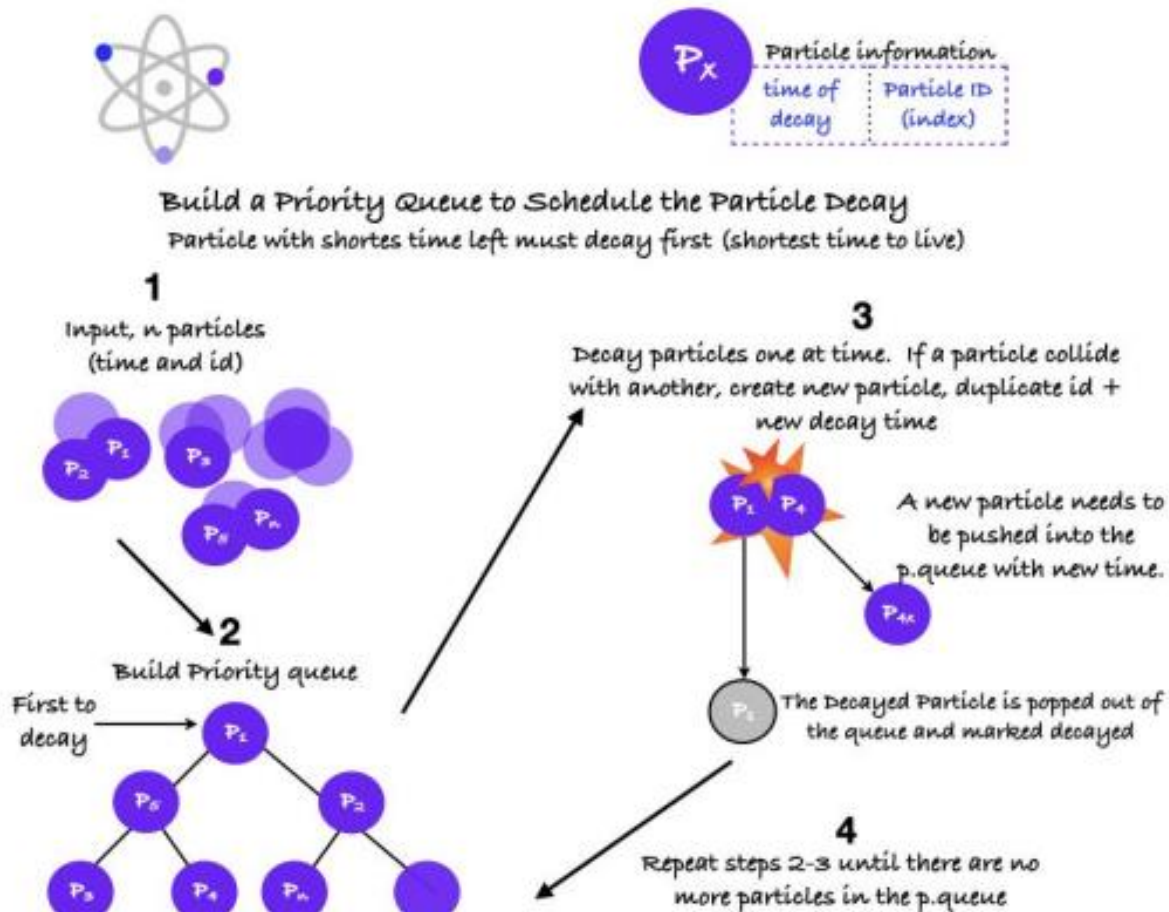 Px
Particle information
time of decay
Particle ID (index)
Build a Priority Queue to Schedule the Particle Decay
Particle with shortes time left must decay first (shortest time to live)
1
Input, n particles
(time and id)
P1
P2
P3
P5
Pn
2
Build Priority queue
First to
decay
P1
P5
P2
P3
P4
Pn
3
Decay particles one at time. If a particle collide
with another, create new particle, duplicate id +
new decay time
P1
P4
A new particle needs to
be pushed into the
p.queue with new time.
P4x
P1
The Decayed Particle is popped out of
the queue and marked decayed
4
Repeat steps 2-3 until there are no
more particles in the p.queue